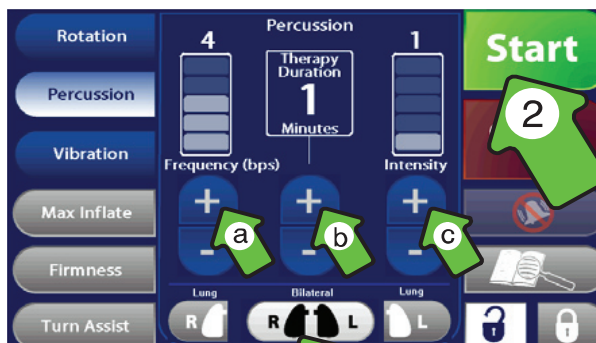 Rotation
Percussion
Vibration
Max Inflate
Firmness
Turn Assist
Percussion
4
Therapy
Duration
1
Minutes
1
Frequency (bps)
Intensity
+
+
+
a
b
c
-
-
-
Lung
Bilateral
Lung
R
R L
L
Start
2